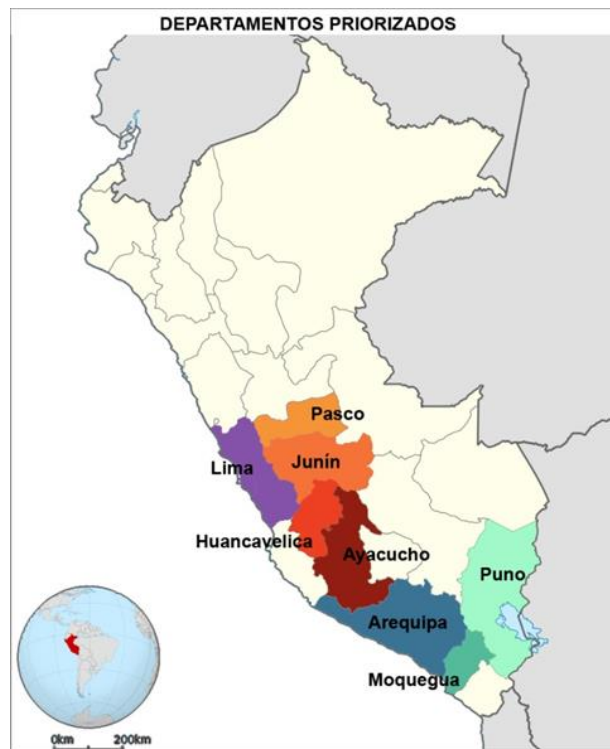 DEPARTAMENTOS PRIORIZADOS
Pasco
Lima
Junín
Huancavelica
Ayacucho
Puno
Arequipa
Moquegua
0km 200km